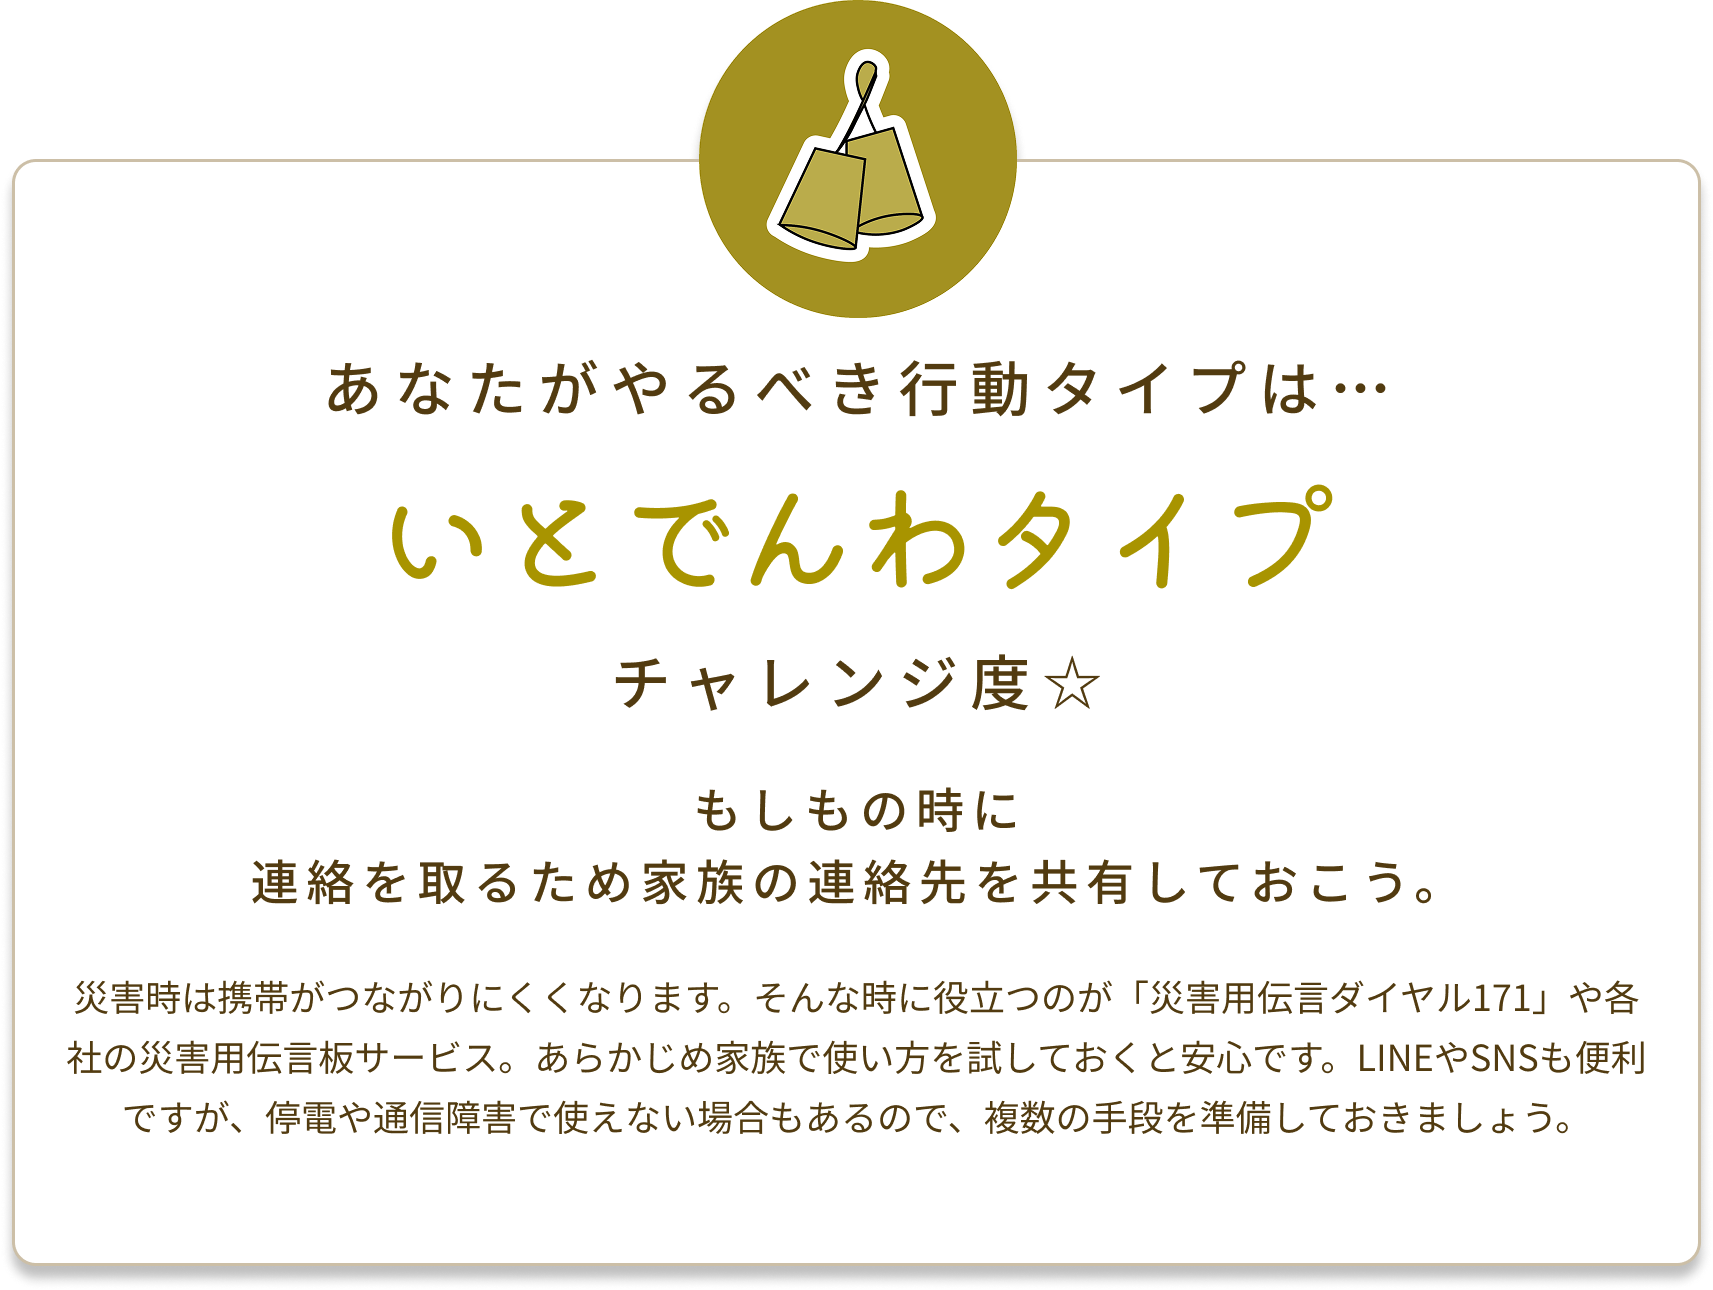 あなたがやるべき行動タイプは…
いとでんわタイプ
チャレンジ度☆
もしもの時に
連絡を取るため家族の連絡先を共有しておこう。
災害時は携帯がつながりにくくなります。そんな時に役立つのが「災害用伝言ダイヤル171」や各
社の災害用伝言板サービス。あらかじめ家族で使い方を試しておくと安心です。LINEやSNSも便利
ですが、停電や通信障害で使えない場合もあるので、複数の手段を準備しておきましょう。